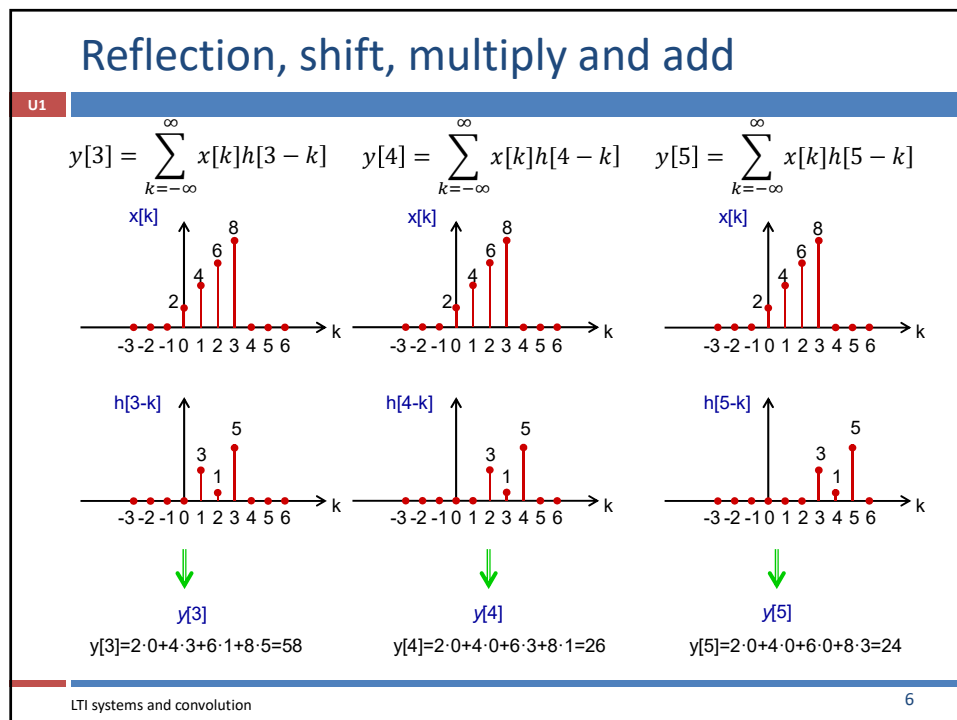 Reflection, shift, multiply and add
U1
y[3] = ∑_{k=−∞}^{∞} x[k]h[3 − k]
y[4] = ∑_{k=−∞}^{∞} x[k]h[4 − k]
y[5] = ∑_{k=−∞}^{∞} x[k]h[5 − k]
x[k]
2 4 6 8
-3 -2 -1 0 1 2 3 4 5 6 k
x[k]
2 4 6 8
-3 -2 -1 0 1 2 3 4 5 6 k
x[k]
2 4 6 8
-3 -2 -1 0 1 2 3 4 5 6 k
h[3-k]
3 1 5
-3 -2 -1 0 1 2 3 4 5 6 k
h[4-k]
3 1 5
-3 -2 -1 0 1 2 3 4 5 6 k
h[5-k]
3 1 5
-3 -2 -1 0 1 2 3 4 5 6 k
y[3]
y[3]=2·0+4·3+6·1+8·5=58
y[4]
y[4]=2·0+4·0+6·3+8·1=26
y[5]
y[5]=2·0+4·0+6·0+8·3=24
LTI systems and convolution
6